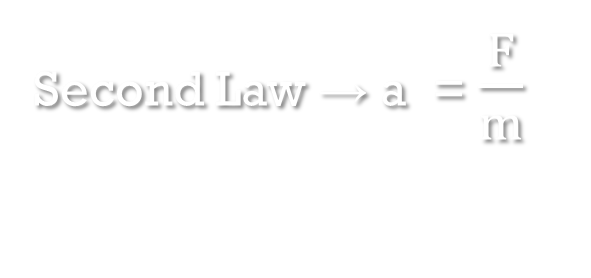 Second Law → a = F/m